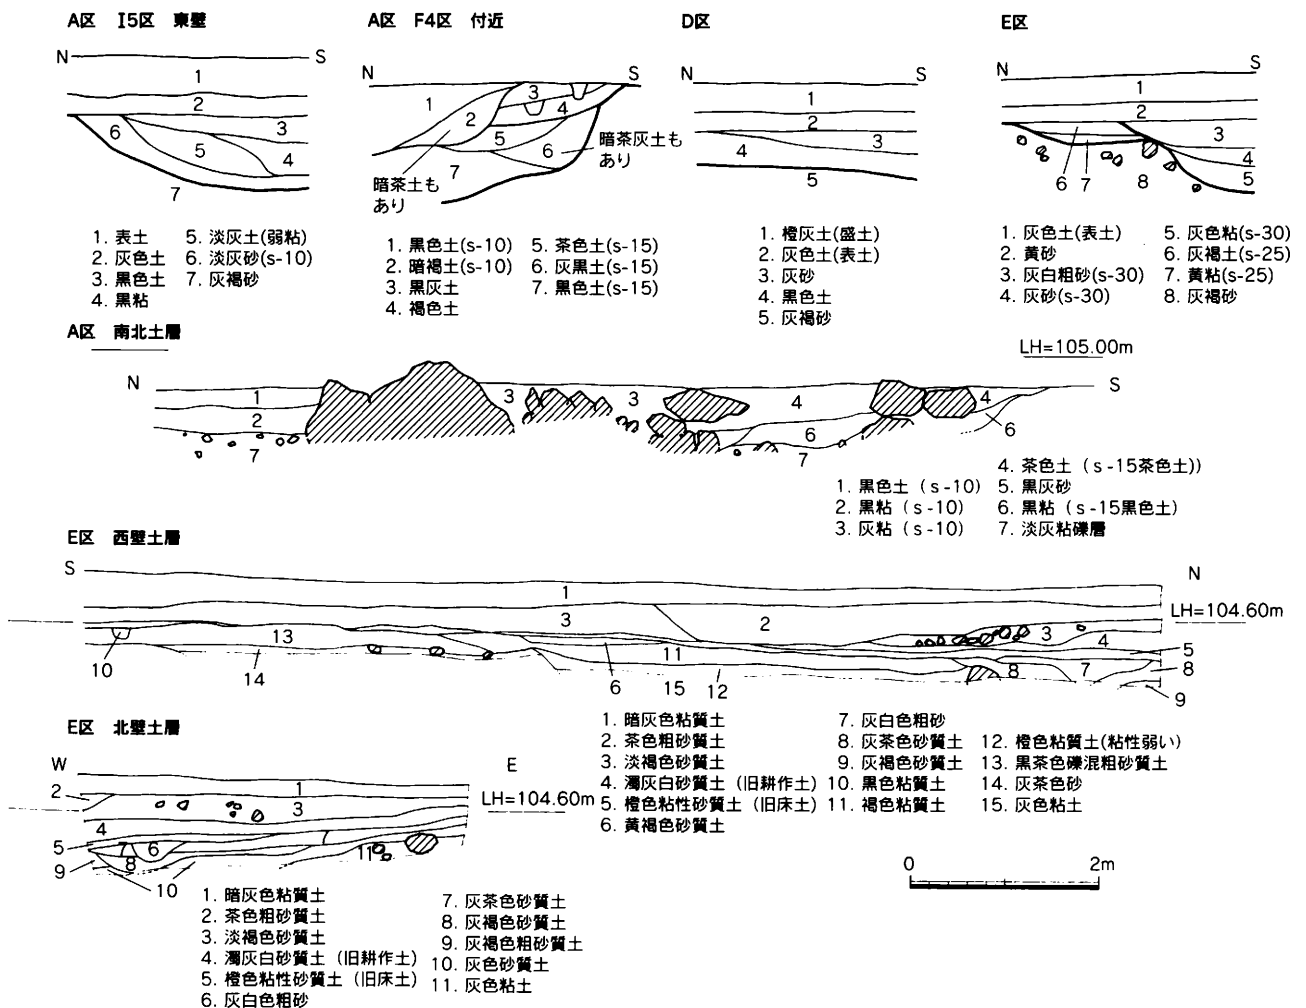 A区 I5区 東壁
N
S
1
2
3
6
5
4
7
1. 表土
2. 灰色土
3. 黒色土
4. 黒粘
5. 淡灰土(弱粘)
6. 淡灰砂(s-10)
7. 灰褐砂
A区 F4区 付近
N
S
1
3
2
4
5
6
7
暗茶灰土も
あり
暗茶土も
あり
1. 黒色土(s-10)
2. 暗褐土(s-10)
3. 黒灰土
4. 褐色土
5. 茶色土(s-15)
6. 灰黒土(s-15)
7. 黒色土(s-15)
D区
N
S
1
2
3
4
5
1. 橙灰土(盛土)
2. 灰色土(表土)
3. 灰砂
4. 黒色土
5. 灰褐砂
E区
N
S
1
2
3
4
5
6
7
8
1. 灰色土(表土)
2. 黄砂
3. 灰白粗砂(s-30)
4. 灰砂(s-30)
5. 灰色粘(s-30)
6. 灰褐土(s-25)
7. 黄粘(s-25)
8. 灰褐砂
A区 南北土層
LH=105.00m
N
S
1
2
7
3
3
4
4
6
6
7
1. 黒色土 (s-10)
2. 黒粘 (s-10)
3. 灰粘 (s-10)
4. 茶色土 (s-15茶色土))
5. 黒灰砂
6. 黒粘 (s-15黒色土)
7. 淡灰粘礫層
E区 西壁土層
S
N
LH=104.60m
1
3
2
3
4
13
11
5
8
7
8
10
14
6
15
12
9
1. 暗灰色粘質土
2. 茶色粗砂質土
3. 淡褐色砂質土
4. 濁灰白砂質土 (旧耕作土)
5. 橙色粘性砂質土 (旧床土)
6. 黄褐色砂質土
7. 灰白色粗砂
8. 灰茶色砂質土
9. 灰褐色砂質土
10. 黒色粘質土
11. 褐色粘質土
12. 橙色粘質土(粘性弱い)
13. 黒茶色礫混粗砂質土
14. 灰茶色砂
15. 灰色粘土
E区 北壁土層
W
E
LH=104.60m
1
2
3
4
5
7
6
8
9
10
11
0
2m
1. 暗灰色粘質土
2. 茶色粗砂質土
3. 淡褐色砂質土
4. 濁灰白砂質土 (旧耕作土)
5. 橙色粘性砂質土 (旧床土)
6. 灰白色粗砂
7. 灰茶色砂質土
8. 灰褐色砂質土
9. 灰褐色粗砂質土
10. 灰色砂質土
11. 灰色粘土